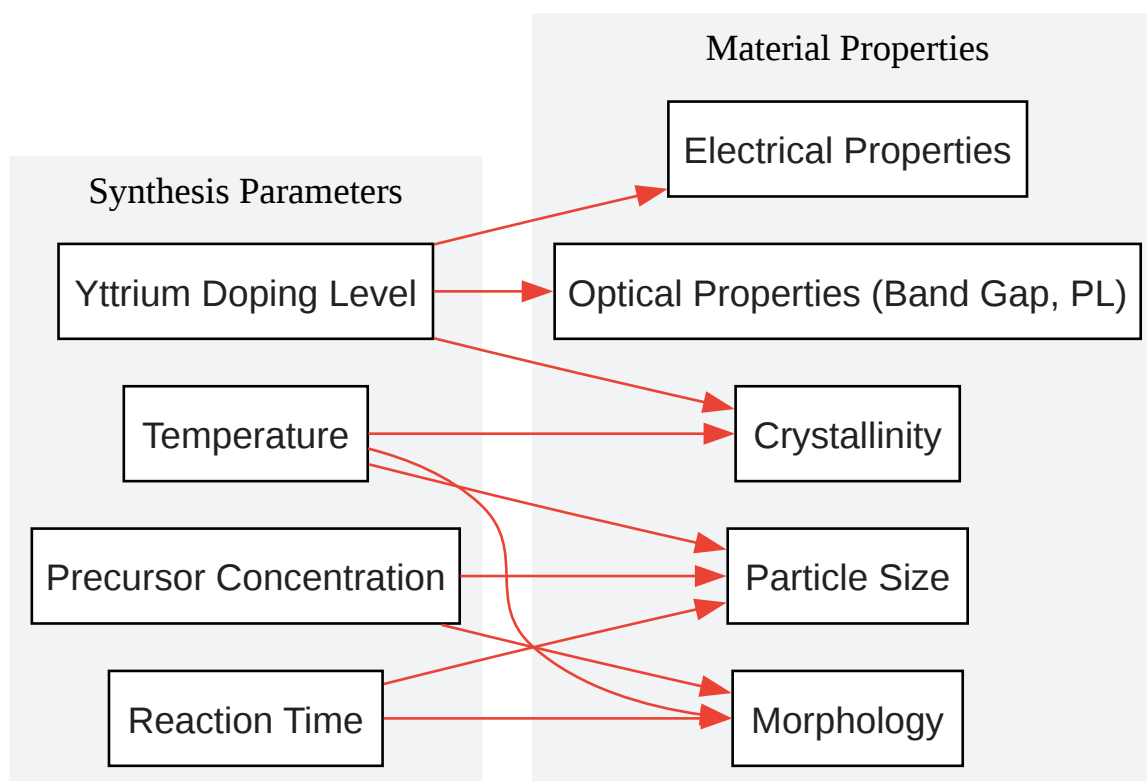 Synthesis Parameters
Yttrium Doping Level
Temperature
Precursor Concentration
Reaction Time
Material Properties
Electrical Properties
Optical Properties (Band Gap, PL)
Crystallinity
Particle Size
Morphology